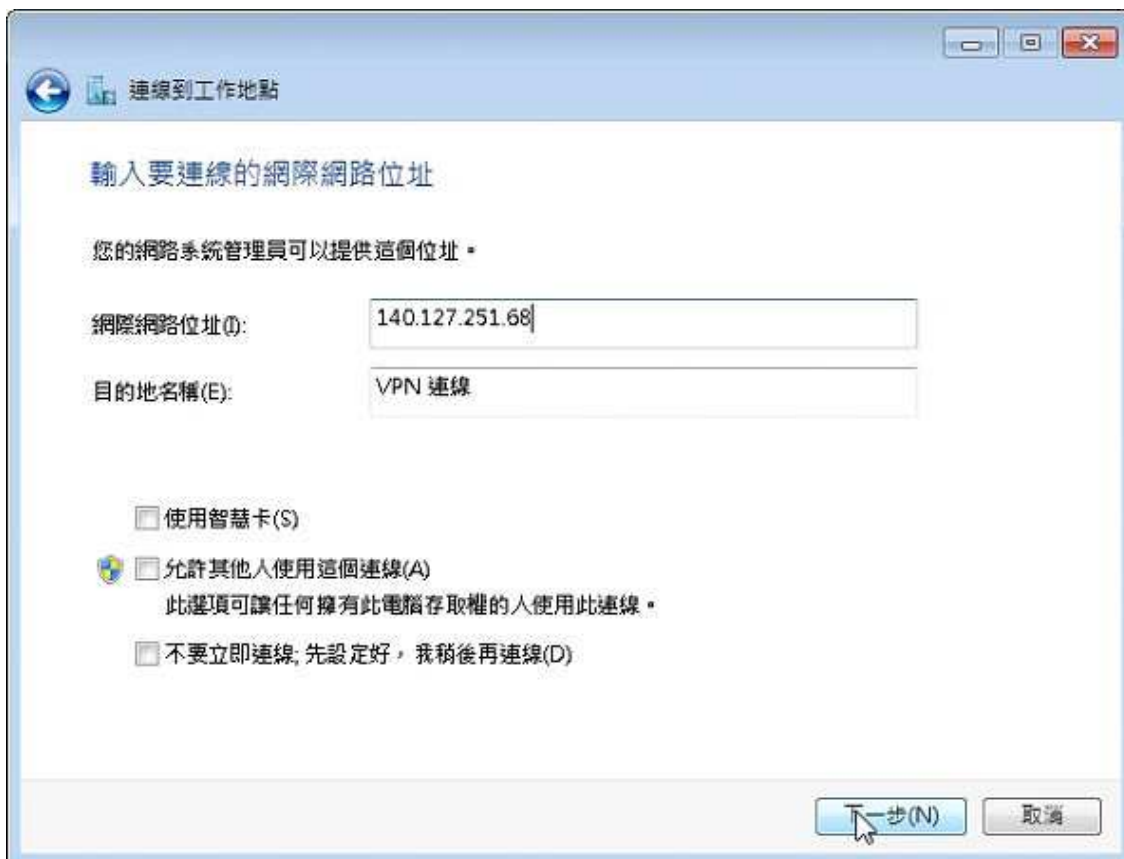 連線到工作地點
輸入要連線的網際網路位址
您的網路系統管理員可以提供這個位址。
網際網路位址(I): 140.127.251.68
目的地名稱(E): VPN 連線
使用智慧卡(S)
允許其他人使用這個連線(A)
此選項可讓任何擁有此電腦存取權的人使用此連線。
不要立即連線; 先設定好，我稍後再連線(D)
下一步(N) 取消